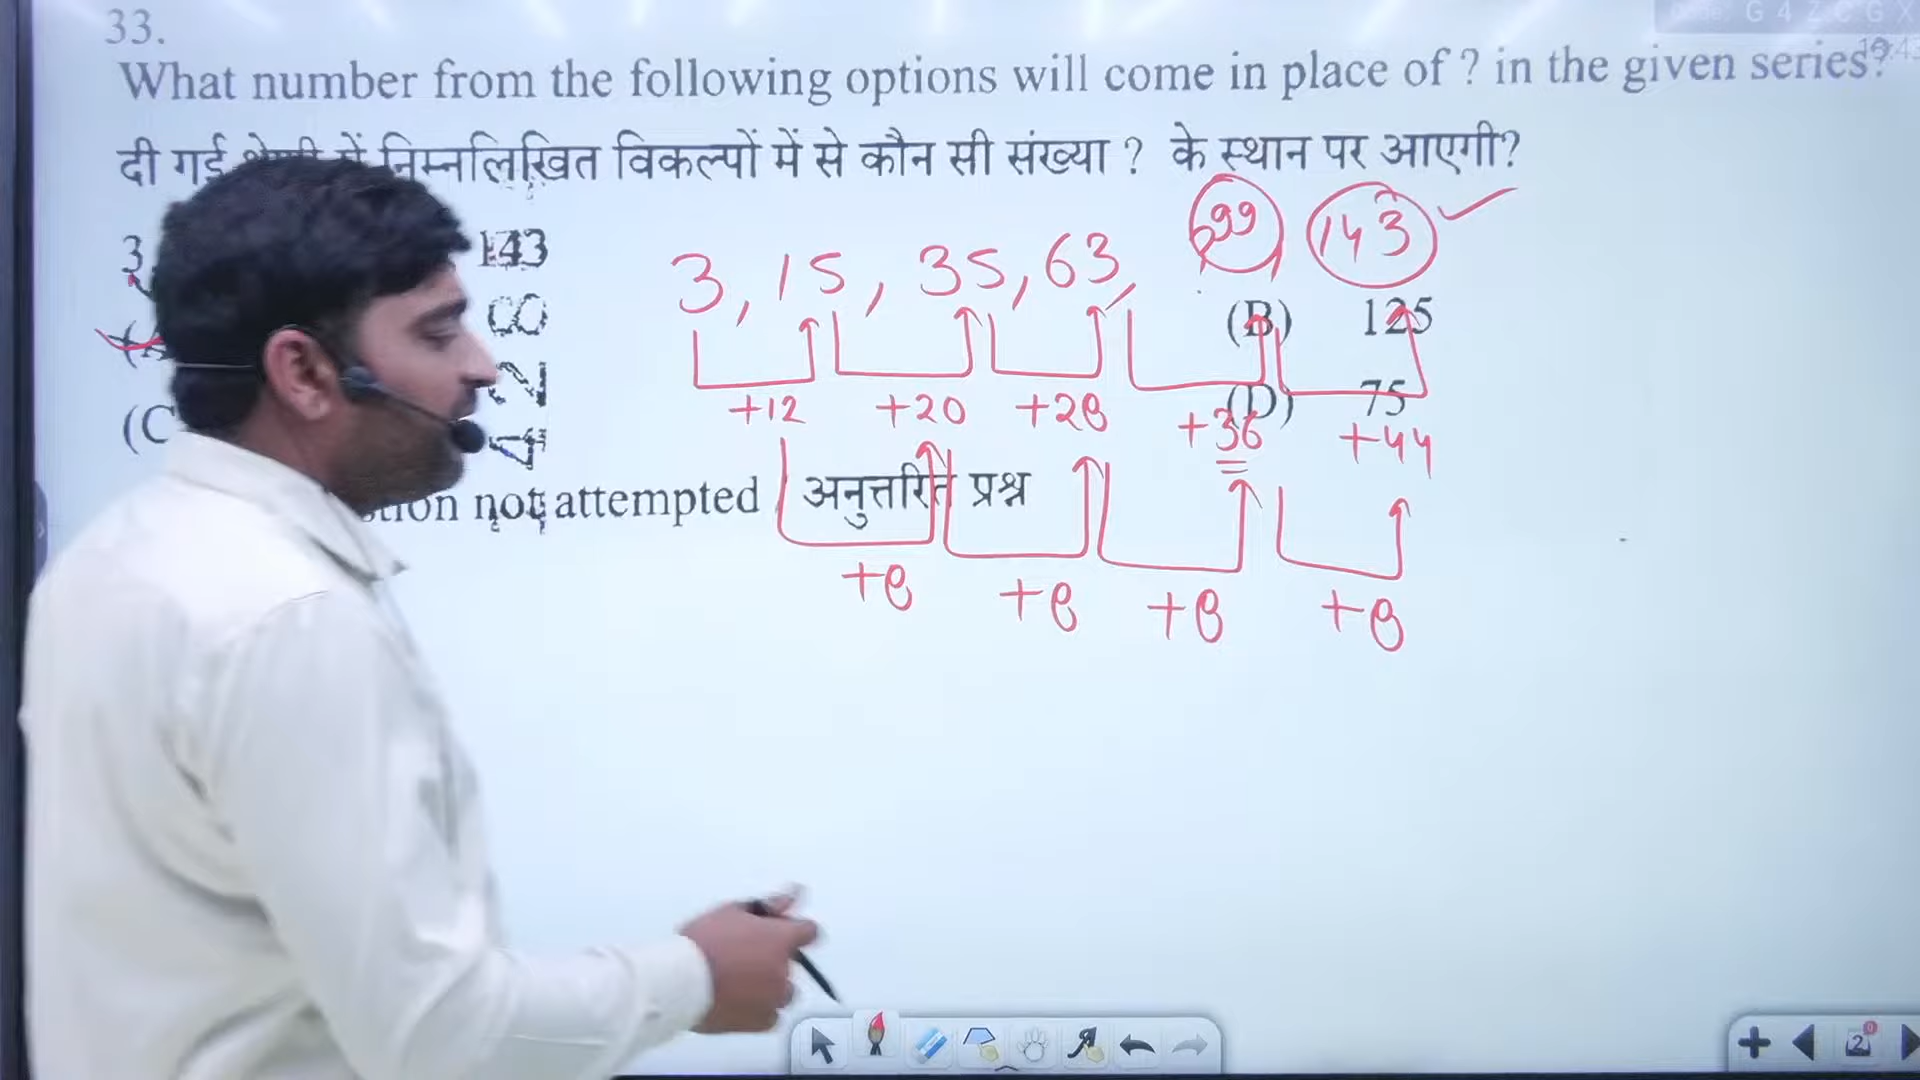 33.
What number from the following options will come in place of ? in the given series?
दी गई में निम्नलिखित विकल्पों में से कौन सी संख्या ? के स्थान पर आएगी?
3 143
3, 15, 35, 63, 99 143
(B) 125
(C (D) 75
+12 +20 +28 +36 +44
not attempted / अनुत्तरित प्रश्न
+8 +8 +8 +8